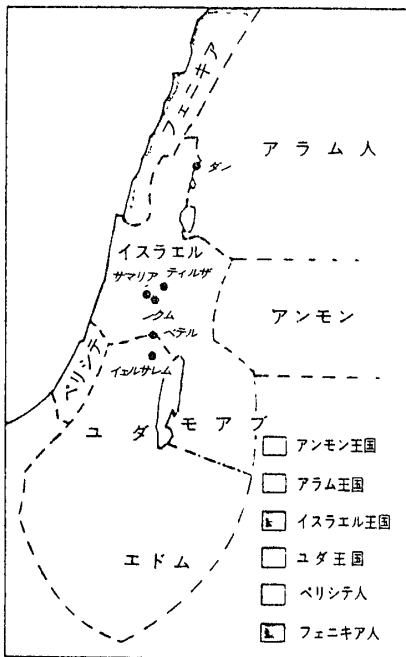 フェニキア
アラム人
ダン
イスラエル
サマリア ティルザ
アンモン
ベテル
ペリシテ
イェルサレム
ユダ
モアブ
エドム
アンモン王国
アラム王国
イスラエル王国
ユダ王国
ペリシテ人
フェニキア人